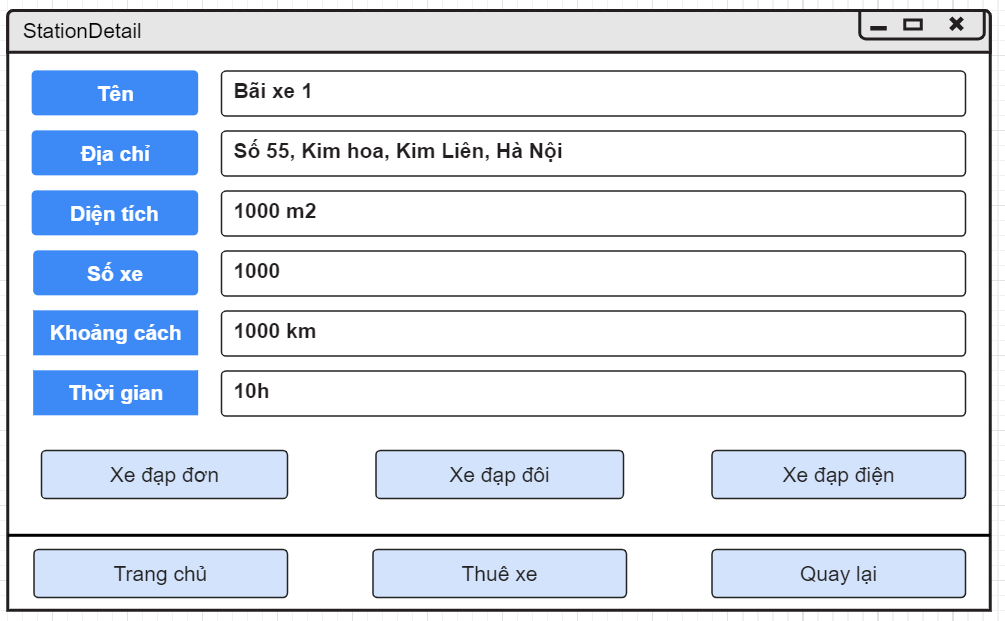 StationDetail
Tên
Bãi xe 1
Địa chỉ
Số 55, Kim hoa, Kim Liên, Hà Nội
Diện tích
1000 m2
Số xe
1000
Khoảng cách
1000 km
Thời gian
10h
Xe đạp đơn
Xe đạp đôi
Xe đạp điện
Trang chủ
Thuê xe
Quay lại